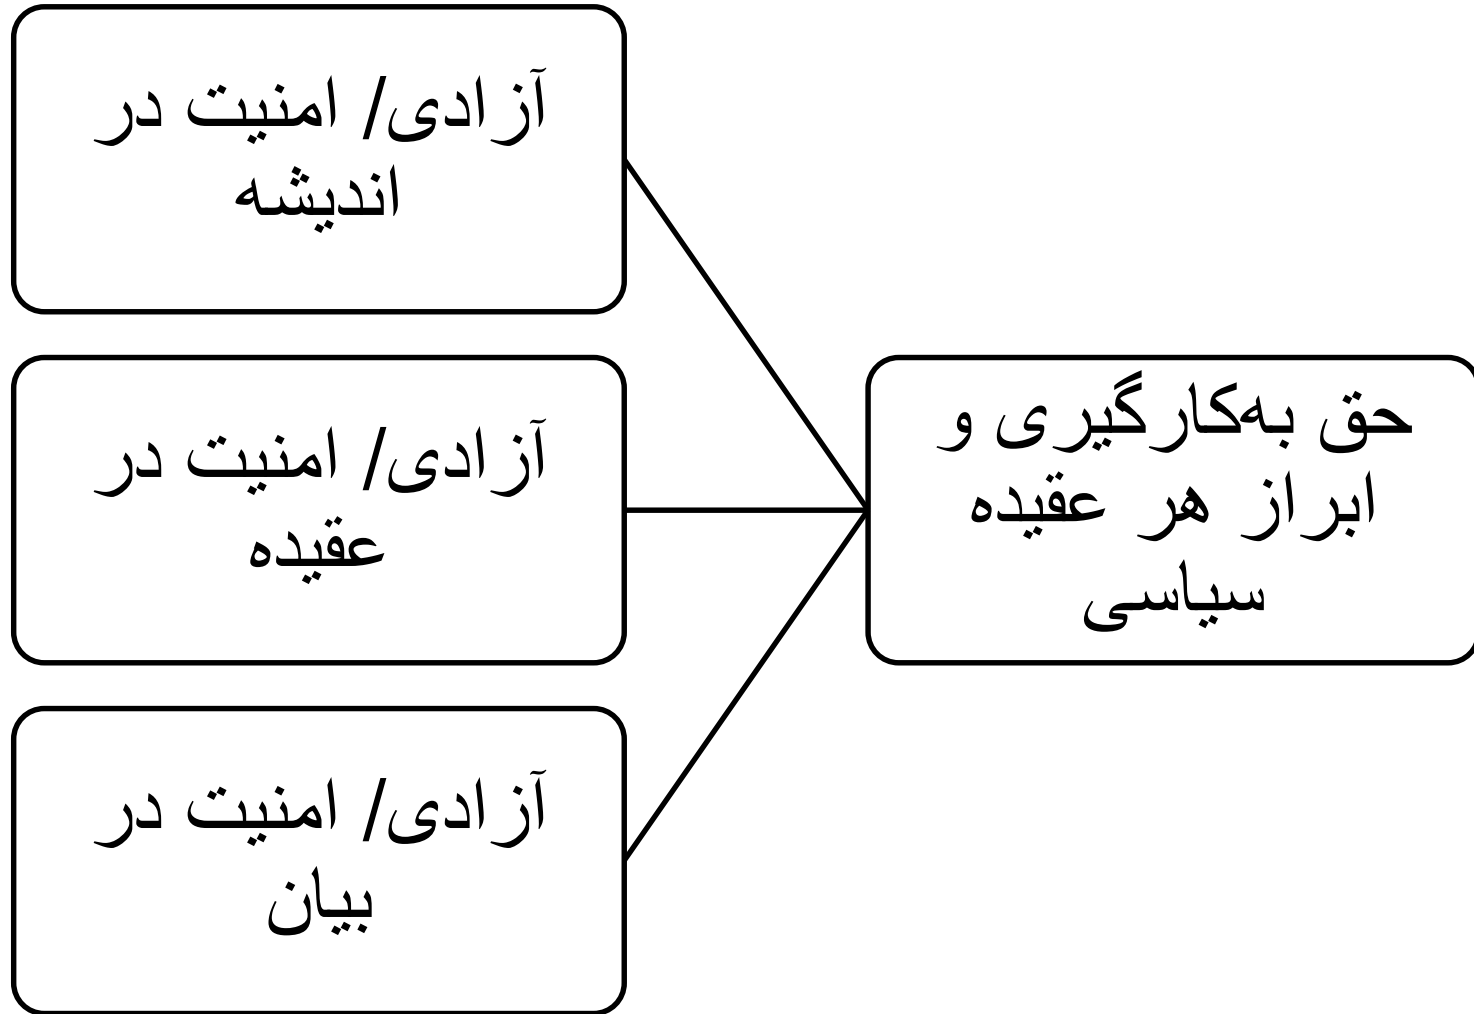 حق به‌کارگیری و
ابراز هر عقیده
سیاسی
آزادی/ امنیت در
اندیشه
آزادی/ امنیت در
عقیده
آزادی/ امنیت در
بیان